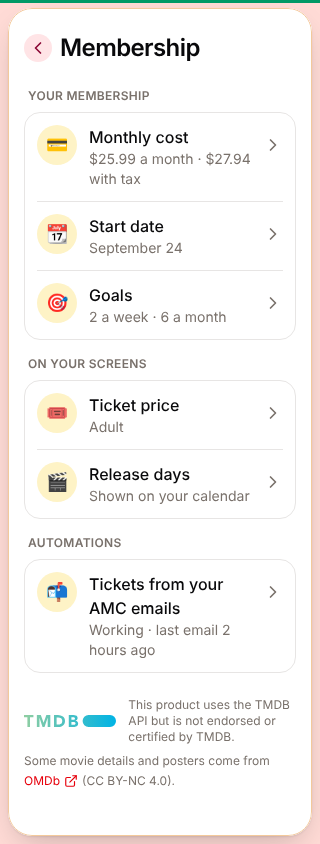 Membership
YOUR MEMBERSHIP
Monthly cost
$25.99 a month · $27.94
with tax
Start date
September 24
Goals
2 a week · 6 a month
ON YOUR SCREENS
Ticket price
Adult
Release days
Shown on your calendar
AUTOMATIONS
Tickets from your
AMC emails
Working · last email 2
hours ago
TMDB
This product uses the TMDB
API but is not endorsed or
certified by TMDB.
Some movie details and posters come from
OMDb (CC BY-NC 4.0).